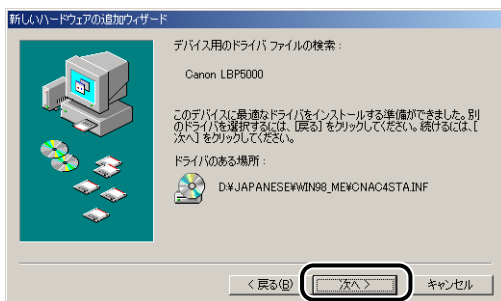 新しいハードウェアの追加ウィザード
デバイス用のドライバ ファイルの検索：
Canon LBP5000
このデバイスに最適なドライバをインストールする準備ができました。別
のドライバを選択するには、［戻る］をクリックしてください。続けるには、［
次へ］をクリックしてください。
ドライバのある場所：
D:¥JAPANESE¥WIN98_ME¥CNAC4STA.INF
< 戻る(B)
次へ >
キャンセル